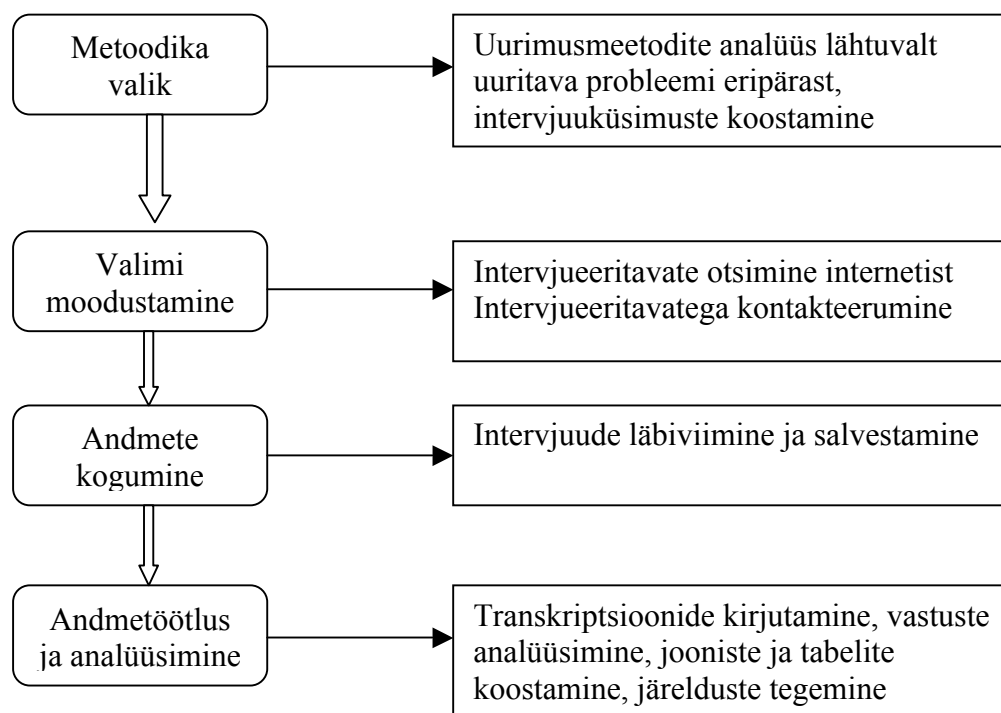 Metoodika
valik
Uurimusmeetodite analüüs lähtuvalt
uuritava probleemi eripärast,
intervjuuküsimuste koostamine
Valimi
moodustamine
Intervjueeritavate otsimine internetist
Intervjueeritavatega kontakteerumine
Andmete
kogumine
Intervjuude läbiviimine ja salvestamine
Andmetöötlus
ja analüüsimine
Transkriptsioonide kirjutamine, vastuste
analüüsimine, jooniste ja tabelite
koostamine, järelduste tegemine